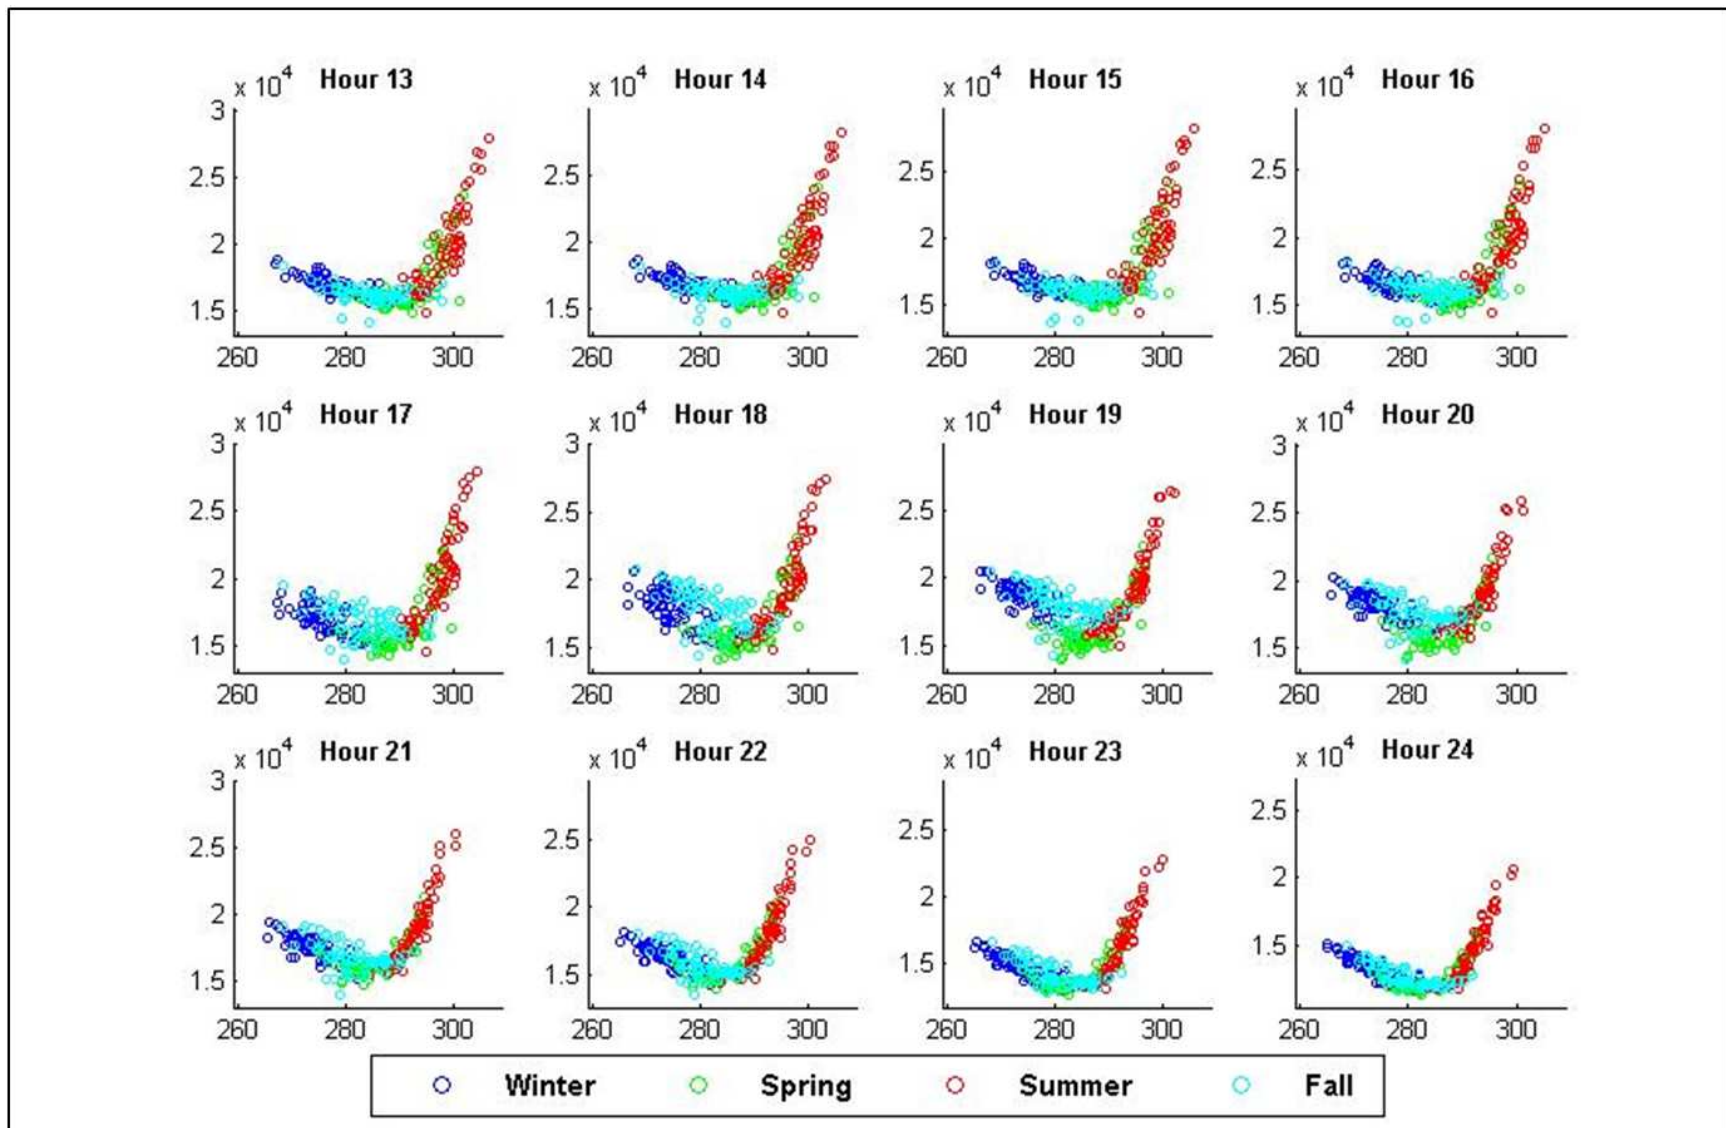 x 10^4 Hour 13 x 10^4 Hour 14 x 10^4 Hour 15 x 10^4 Hour 16
3
2.5 2.5 2.5 2.5
2 2 2 2
1.5 1.5 1.5 1.5
260 280 300 260 280 300 260 280 300 260 280 300
x 10^4 Hour 17 x 10^4 Hour 18 x 10^4 Hour 19 x 10^4 Hour 20
3 3 3
2.5 2.5 2.5 2.5
2 2 2 2
1.5 1.5 1.5 1.5
260 280 300 260 280 300 260 280 300 260 280 300
x 10^4 Hour 21 x 10^4 Hour 22 x 10^4 Hour 23 x 10^4 Hour 24
3
2.5 2.5 2.5 2.5
2 2 2 2
1.5 1.5 1.5 1.5
260 280 300 260 280 300 260 280 300 260 280 300
Winter Spring Summer Fall